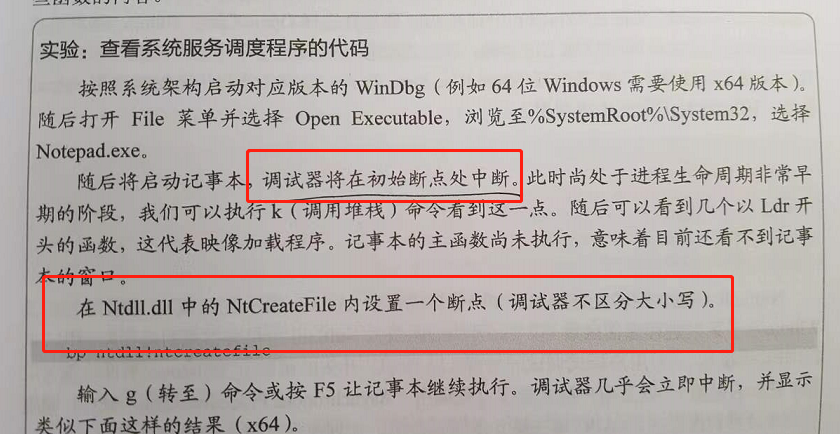 实验：查看系统服务调度程序的代码
按照系统架构启动对应版本的 WinDbg（例如 64 位 Windows 需要使用 x64 版本）。
随后打开 File 菜单并选择 Open Executable，浏览至%SystemRoot%\System32，选择
Notepad.exe。
随后将启动记事本，调试器将在初始断点处中断。此时尚处于进程生命周期非常早
期的阶段，我们可以执行 k（调用堆栈）命令看到这一点。随后可以看到几个以 Ldr 开
头的函数，这代表映像加载程序。记事本的主函数尚未执行，意味着目前还看不到记事
本的窗口。
在 Ntdll.dll 中的 NtCreateFile 内设置一个断点（调试器不区分大小写）。
bp ntdll!ntcreatefile
输入 g（转至）命令或按 F5 让记事本继续执行。调试器几乎会立即中断，并显示
类似下面这样的结果（x64）。